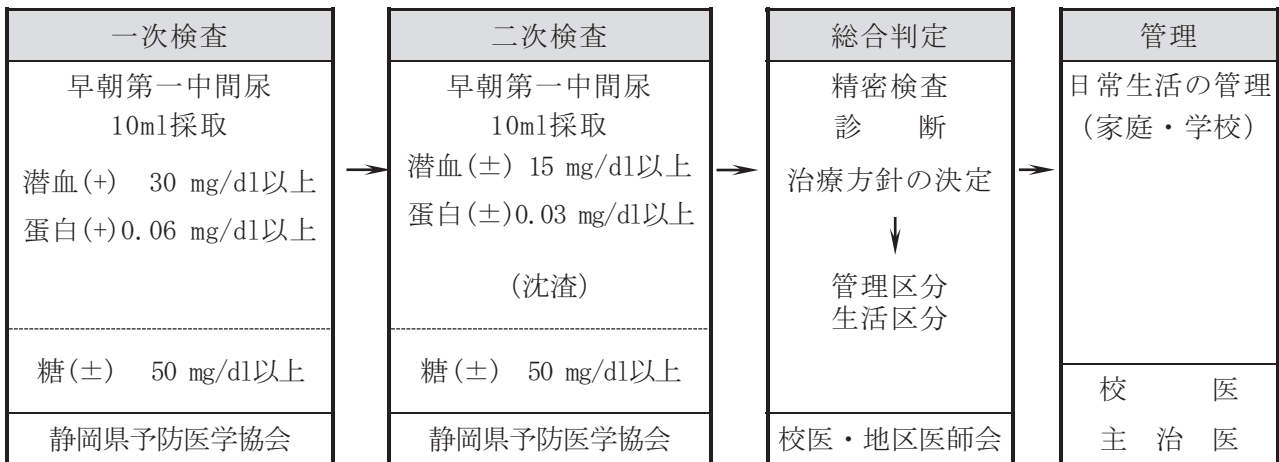 一次検査
早朝第一中間尿
10ml採取
潜血(+) 30 mg/dl以上
蛋白(+)0.06 mg/dl以上
糖(±) 50 mg/dl以上
静岡県予防医学協会
→
二次検査
早朝第一中間尿
10ml採取
潜血(±) 15 mg/dl以上
蛋白(±)0.03 mg/dl以上
(沈渣)
糖(±) 50 mg/dl以上
静岡県予防医学協会
→
総合判定
精密検査
診 断
治療方針の決定
↓
管理区分
生活区分
校医・地区医師会
→
管理
日常生活の管理
(家庭・学校)
校 医
主 治 医